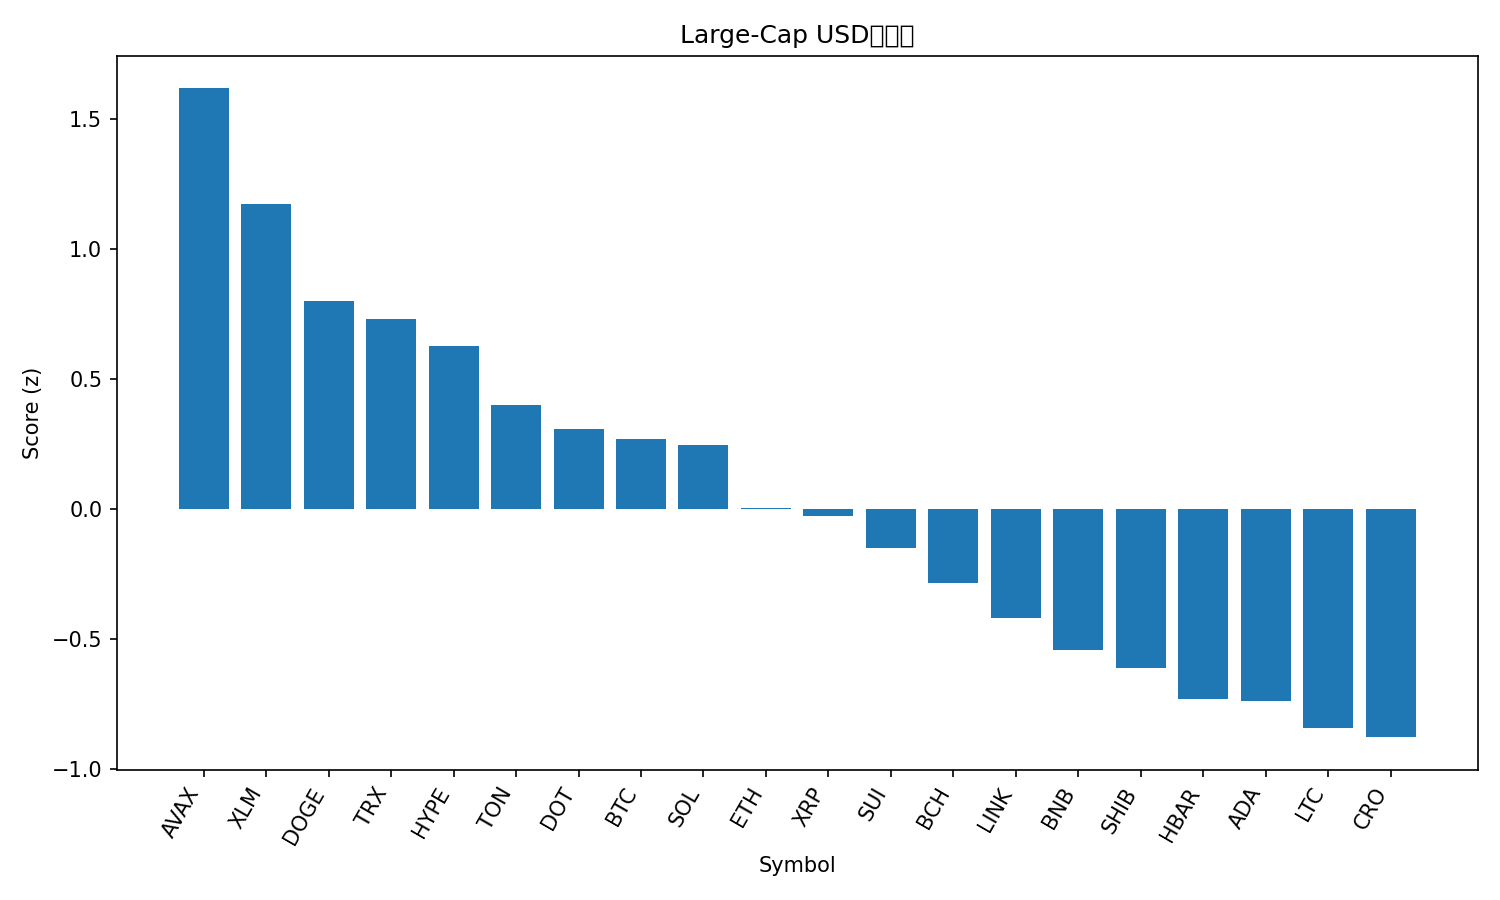 Large-Cap USD
Score (z)
1.5
1.0
0.5
0.0
−0.5
−1.0
AVAX
XLM
DOGE
TRX
HYPE
TON
DOT
BTC
SOL
ETH
XRP
SUI
BCH
LINK
BNB
SHIB
HBAR
ADA
LTC
CRO
Symbol